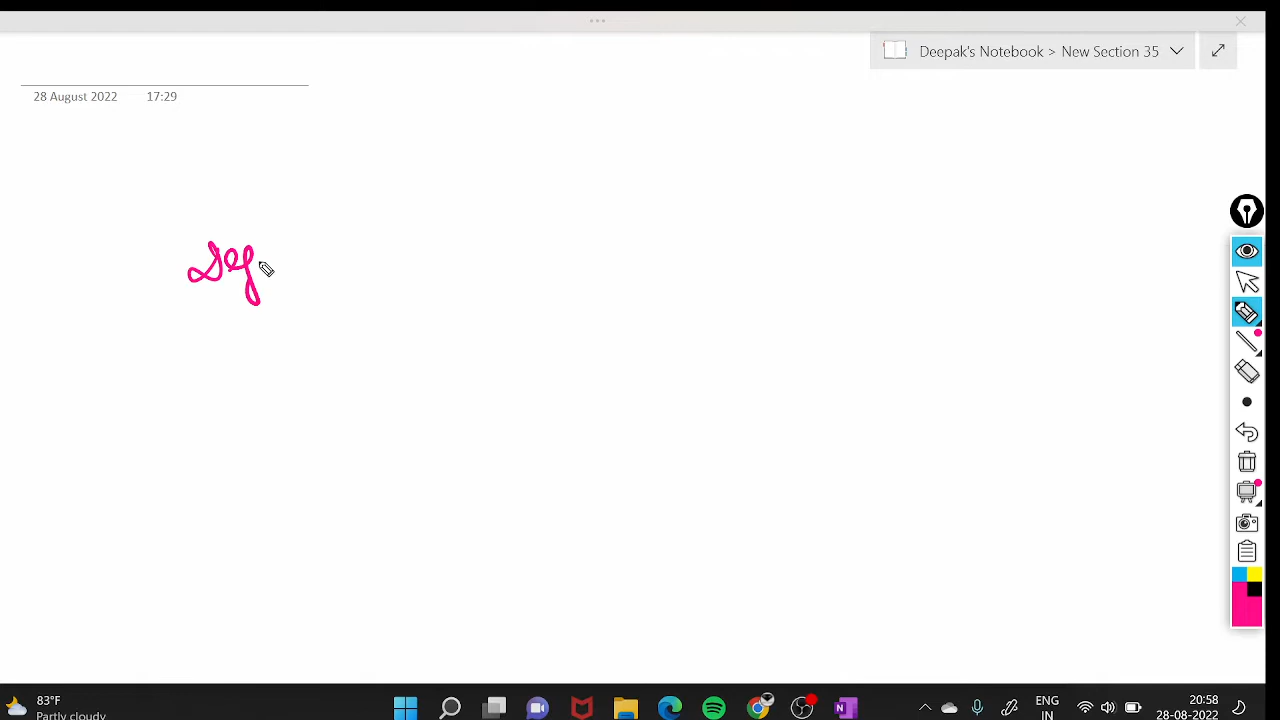 Deepak's Notebook > New Section 35
28 August 2022 17:29
83°F
Partly cloudy
ENG
IN
20:58
28-08-2022